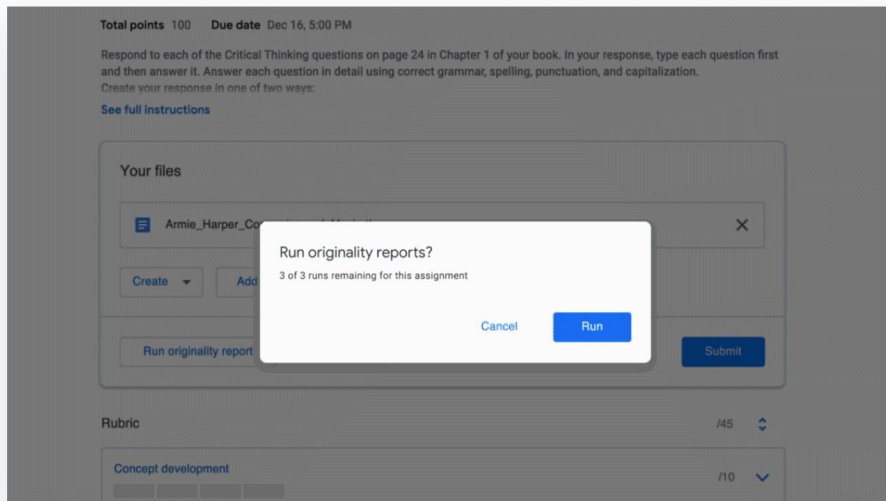 Total points 100 Due date Dec 16, 5:00 PM
Respond to each of the Critical Thinking questions on page 24 in Chapter 1 of your book. In your response, type each question first
and then answer it. Answer each question in detail using correct grammar, spelling, punctuation, and capitalization.
Create your response in one of two ways:
See full instructions
Your files
Armie_Harper_
Run originality reports?
3 of 3 runs remaining for this assignment
Create Add
Cancel Run
Run originality report Submit
Rubric /45
Concept development /10